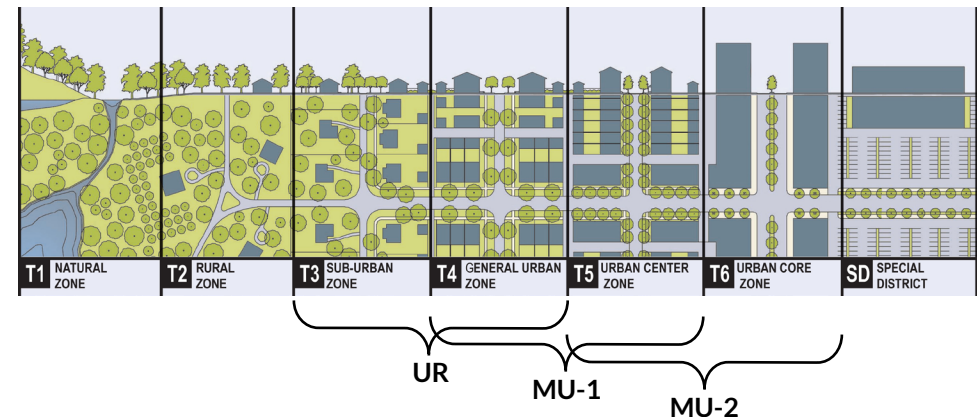 T1 NATURAL ZONE
T2 RURAL ZONE
T3 SUB-URBAN ZONE
T4 GENERAL URBAN ZONE
T5 URBAN CENTER ZONE
T6 URBAN CORE ZONE
SD SPECIAL DISTRICT
UR
MU-1
MU-2